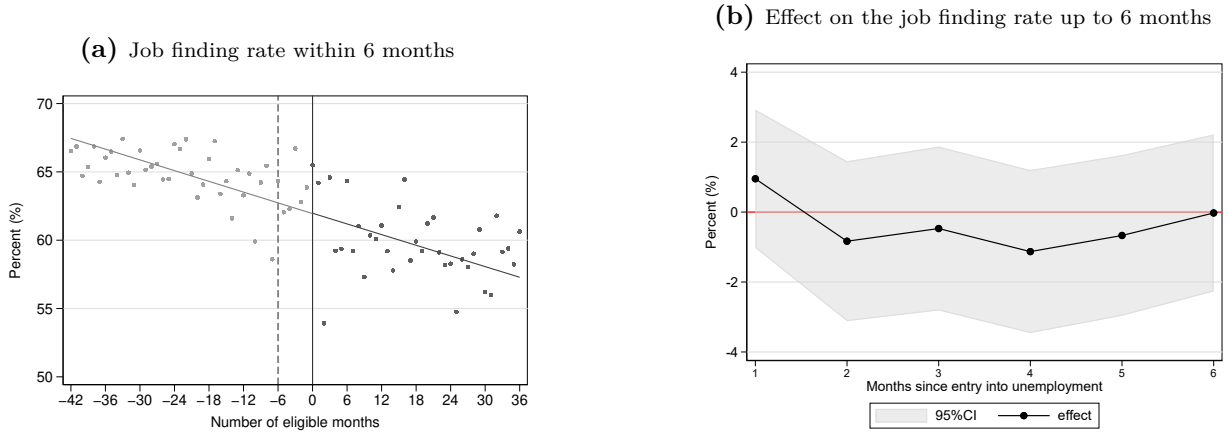 (a) Job finding rate within 6 months
Percent (%)
70
65
60
55
50
−42 −36 −30 −24 −18 −12 −6 0 6 12 18 24 30 36
Number of eligible months
(b) Effect on the job finding rate up to 6 months
Percent (%)
4
2
0
-2
-4
1 2 3 4 5 6
Months since entry into unemployment
95%CI effect